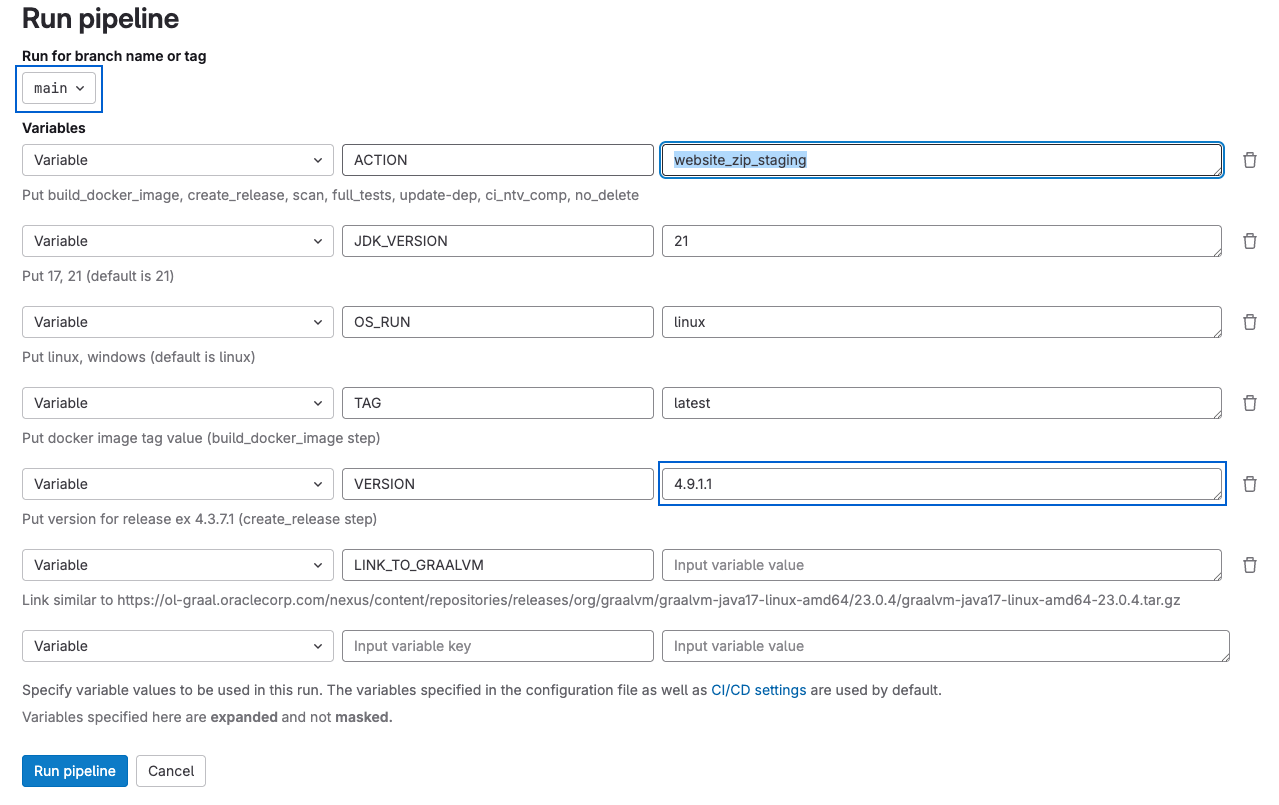 Run pipeline
Run for branch name or tag
main
Variables
Variable ACTION website_zip_staging
Put build_docker_image, create_release, scan, full_tests, update-dep, ci_ntv_comp, no_delete
Variable JDK_VERSION 21
Put 17, 21 (default is 21)
Variable OS_RUN linux
Put linux, windows (default is linux)
Variable TAG latest
Put docker image tag value (build_docker_image step)
Variable VERSION 4.9.1.1
Put version for release ex 4.3.7.1 (create_release step)
Variable LINK_TO_GRAALVM Input variable value
Link similar to https://ol-graal.oraclecorp.com/nexus/content/repositories/releases/org/graalvm/graalvm-java17-linux-amd64/23.0.4/graalvm-java17-linux-amd64-23.0.4.tar.gz
Variable Input variable key Input variable value
Specify variable values to be used in this run. The variables specified in the configuration file as well as CI/CD settings are used by default.
Variables specified here are expanded and not masked.
Run pipeline Cancel